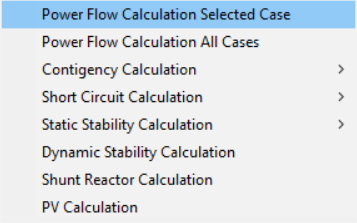 Power Flow Calculation Selected Case
Power Flow Calculation All Cases
Contigency Calculation
Short Circuit Calculation
Static Stability Calculation
Dynamic Stability Calculation
Shunt Reactor Calculation
PV Calculation